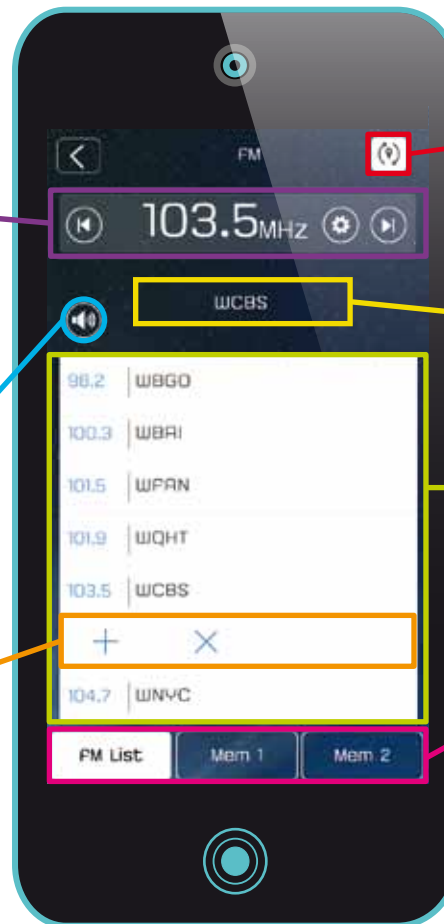 FM
103.5MHz
WCBS
98.2 WBGO
100.3 WBAI
101.5 WFAN
101.9 WQHT
103.5 WCBS
104.7 WNYC
FM List Mem 1 Mem 2